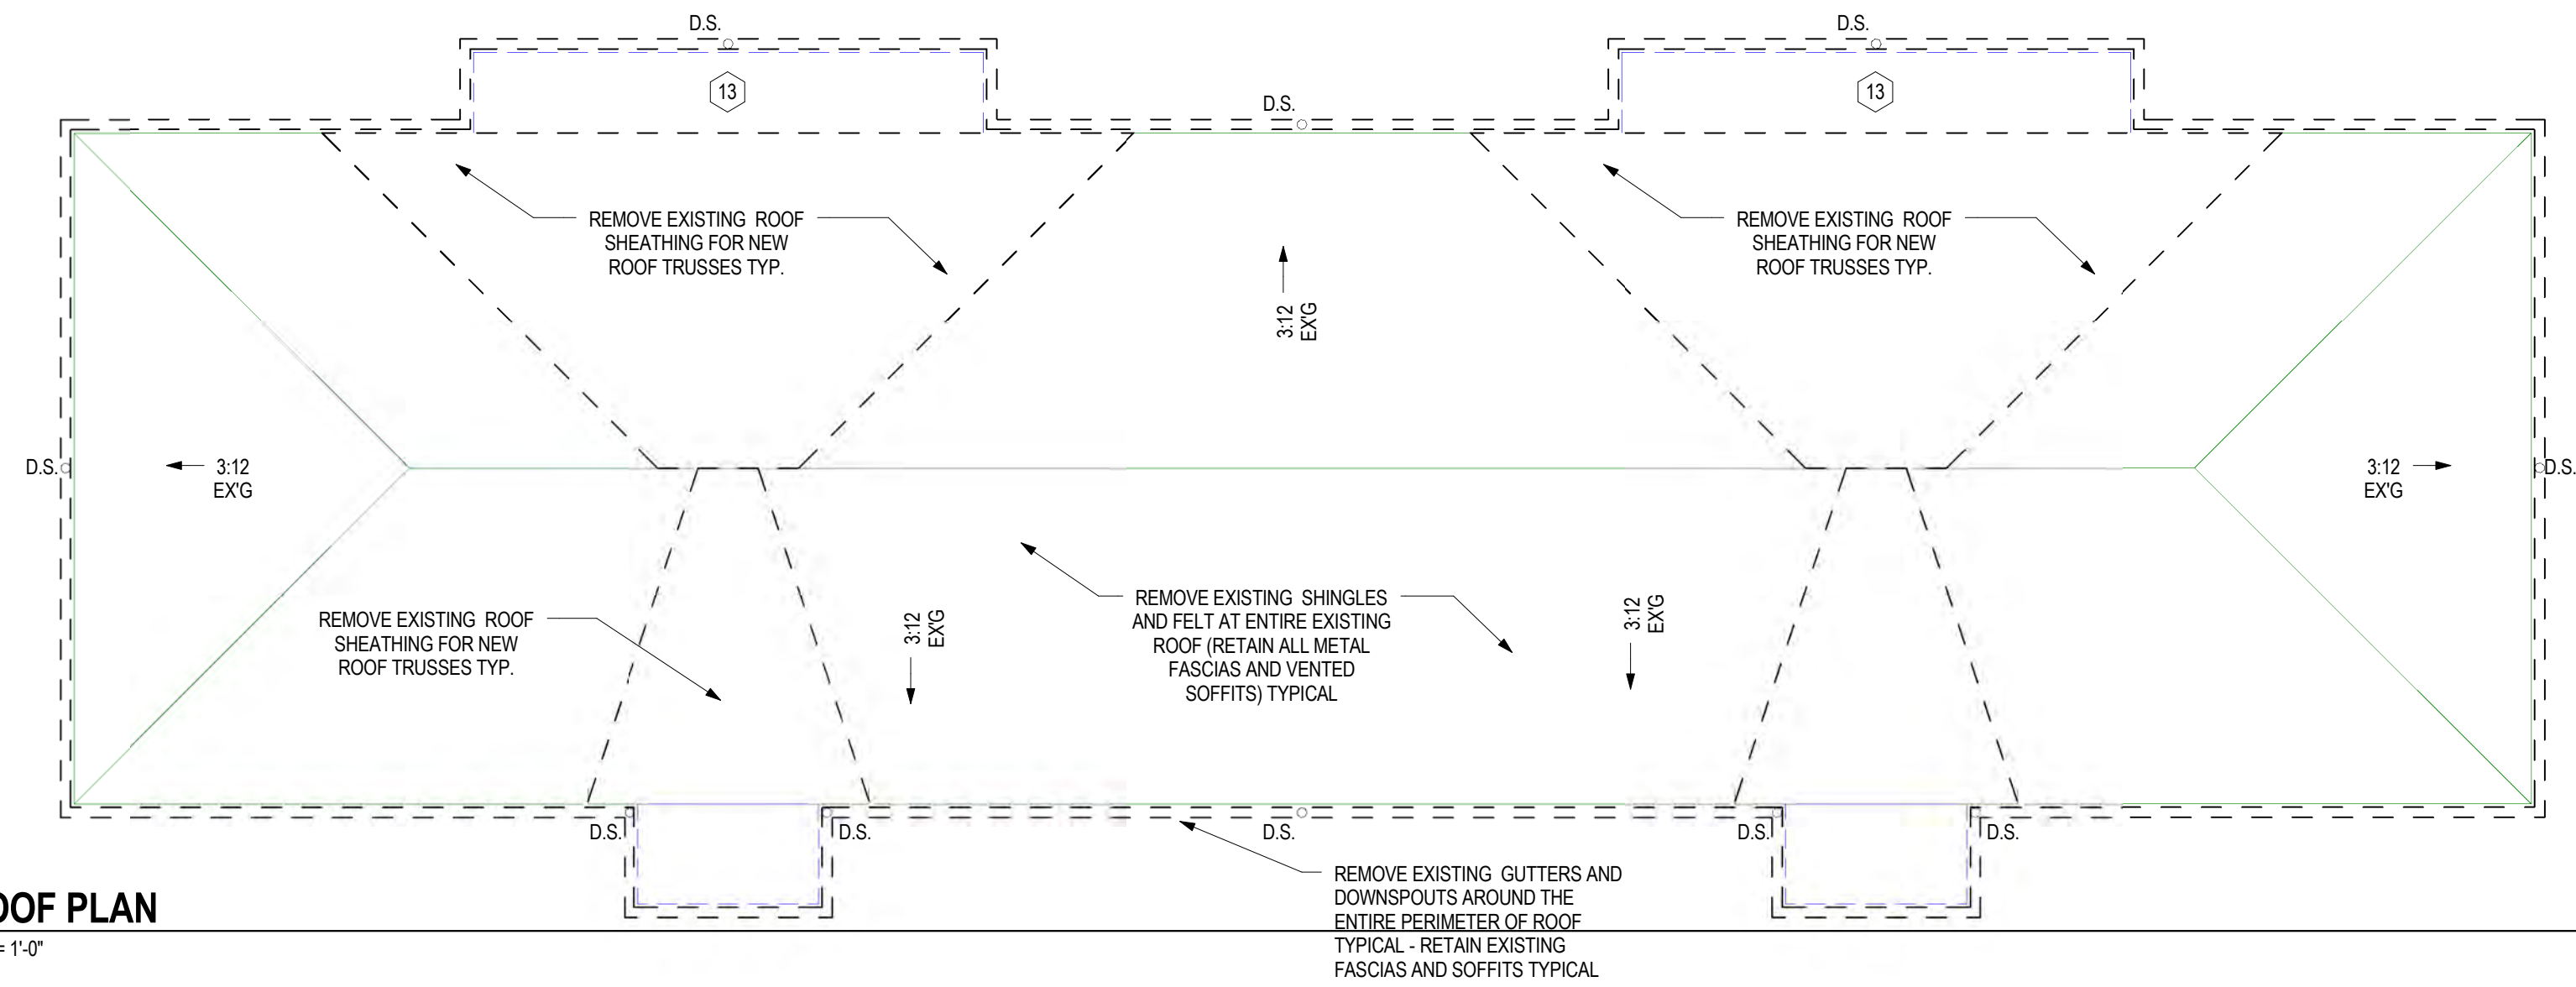 D.S.
D.S.
13
13
D.S.
REMOVE EXISTING ROOF
SHEATHING FOR NEW
ROOF TRUSSES TYP.
REMOVE EXISTING ROOF
SHEATHING FOR NEW
ROOF TRUSSES TYP.
3:12
EX'G
D.S.
3:12
EX'G
3:12
EX'G
D.S.
REMOVE EXISTING ROOF
SHEATHING FOR NEW
ROOF TRUSSES TYP.
3:12
EX'G
REMOVE EXISTING SHINGLES
AND FELT AT ENTIRE EXISTING
ROOF (RETAIN ALL METAL
FASCIAS AND VENTED
SOFFITS) TYPICAL
3:12
EX'G
D.S.
D.S.
D.S.
D.S.
D.S.
REMOVE EXISTING GUTTERS AND
DOWNSPOUTS AROUND THE
ENTIRE PERIMETER OF ROOF
TYPICAL - RETAIN EXISTING
FASCIAS AND SOFFITS TYPICAL
OOF PLAN
= 1'-0"